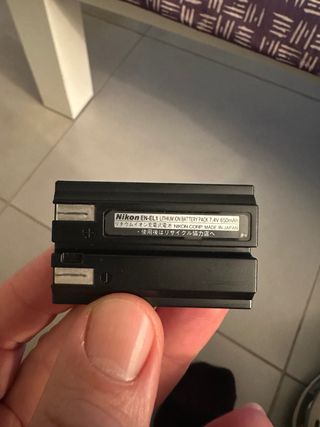 Nikon EN-EL1 LITHIUM ION BATTERY PACK 7.4V 650mAh
リチウムイオン充電式電池 NIKON CORP. MADE IN JAPAN
・使用後はリサイクル協力店へ
+